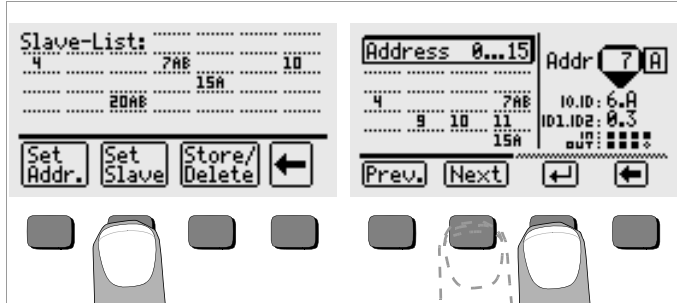 Slave-List:
4 7AB 10
15A
20AB
Set Addr.
Set Slave
Store/ Delete
Address 0...15
4 7AB
9 10 11
15A
Addr 7 A
IO.ID: 6.A
ID1.ID2: 0.3
IN
OUT:
Prev.
Next